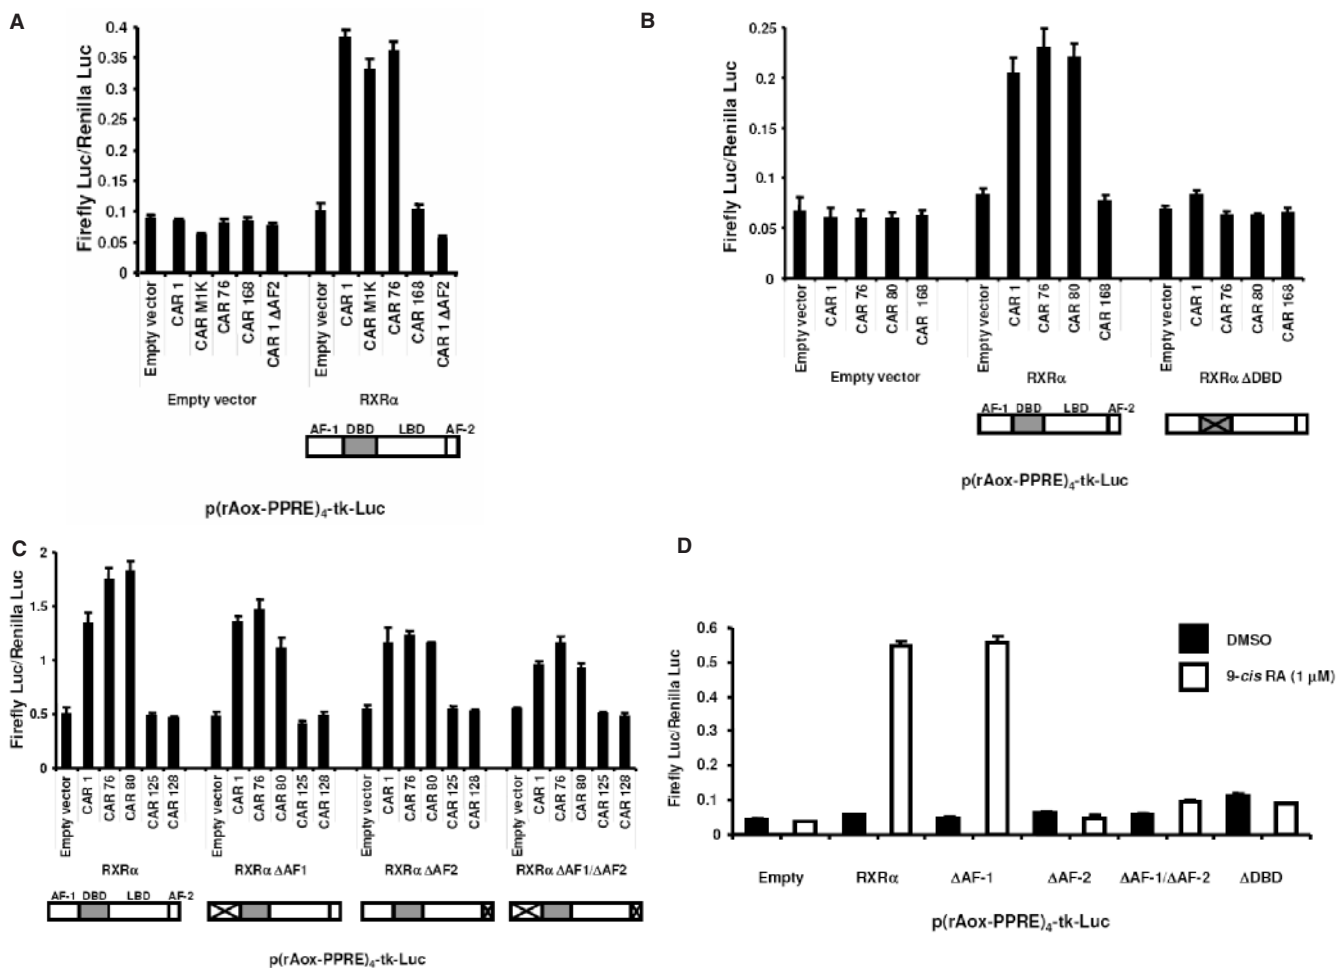 A
Firefly Luc/Renilla Luc
0.4
0.35
0.3
0.25
0.2
0.15
0.1
0.05
0
Empty vector
CAR 1
CAR M1K
CAR 76
CAR 168
CAR 1 ΔAF2
Empty vector
CAR 1
CAR M1K
CAR 76
CAR 168
CAR 1 ΔAF2
Empty vector
RXRα
AF-1 DBD LBD AF-2
p(rAox-PPRE)₄-tk-Luc
B
Firefly Luc/Renilla Luc
0.25
0.2
0.15
0.1
0.05
0
Empty vector
CAR 1
CAR 76
CAR 80
CAR 168
Empty vector
CAR 1
CAR 76
CAR 80
CAR 168
Empty vector
CAR 1
CAR 76
CAR 80
CAR 168
Empty vector
RXRα
RXRα ΔDBD
AF-1 DBD LBD AF-2
p(rAox-PPRE)₄-tk-Luc
C
Firefly Luc/Renilla Luc
2
1.5
1
0.5
0
Empty vector
CAR 1
CAR 76
CAR 80
CAR 125
CAR 128
Empty vector
CAR 1
CAR 76
CAR 80
CAR 125
CAR 128
Empty vector
CAR 1
CAR 76
CAR 80
CAR 125
CAR 128
Empty vector
CAR 1
CAR 76
CAR 80
CAR 125
CAR 128
RXRα
RXRα ΔAF1
RXRα ΔAF2
RXRα ΔAF1/ΔAF2
AF-1 DBD LBD AF-2
p(rAox-PPRE)₄-tk-Luc
D
Firefly Luc/Renilla Luc
0.6
0.5
0.4
0.3
0.2
0.1
0
DMSO
9-cis RA (1 μM)
Empty
RXRα
ΔAF-1
ΔAF-2
ΔAF-1/ΔAF-2
ΔDBD
p(rAox-PPRE)₄-tk-Luc